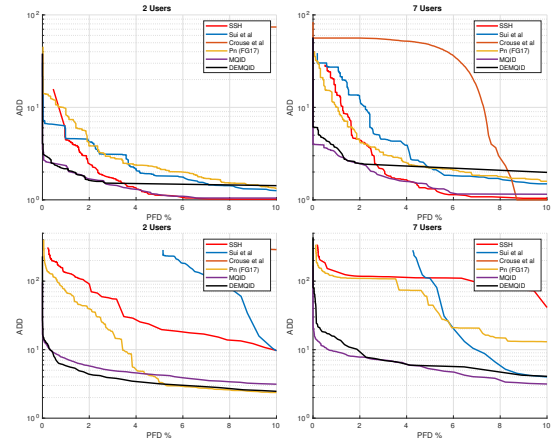 2 Users
ADD
10^2
10^1
10^0
SSH
Sui et al
Crouse et al
Pn (FG17)
MQID
DEMQID
0 2 4 6 8 10
PFD %
7 Users
ADD
10^2
10^1
10^0
SSH
Sui et al
Crouse et al
Pn (FG17)
MQID
DEMQID
0 2 4 6 8 10
PFD %
2 Users
ADD
10^2
10^1
10^0
SSH
Sui et al
Crouse et al
Pn (FG17)
MQID
DEMQID
0 2 4 6 8 10
PFD %
7 Users
ADD
10^2
10^1
10^0
SSH
Sui et al
Crouse et al
Pn (FG17)
MQID
DEMQID
0 2 4 6 8 10
PFD %